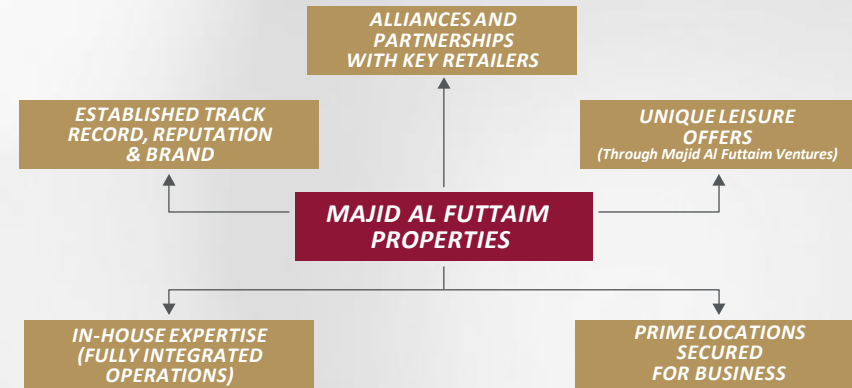 ALLIANCES AND
PARTNERSHIPS
WITH KEY RETAILERS
ESTABLISHED TRACK
RECORD, REPUTATION
& BRAND
UNIQUE LEISURE
OFFERS
(Through Majid Al Futtaim Ventures)
MAJID AL FUTTAIM
PROPERTIES
IN-HOUSE EXPERTISE
(FULLY INTEGRATED
OPERATIONS)
PRIME LOCATIONS
SECURED
FOR BUSINESS